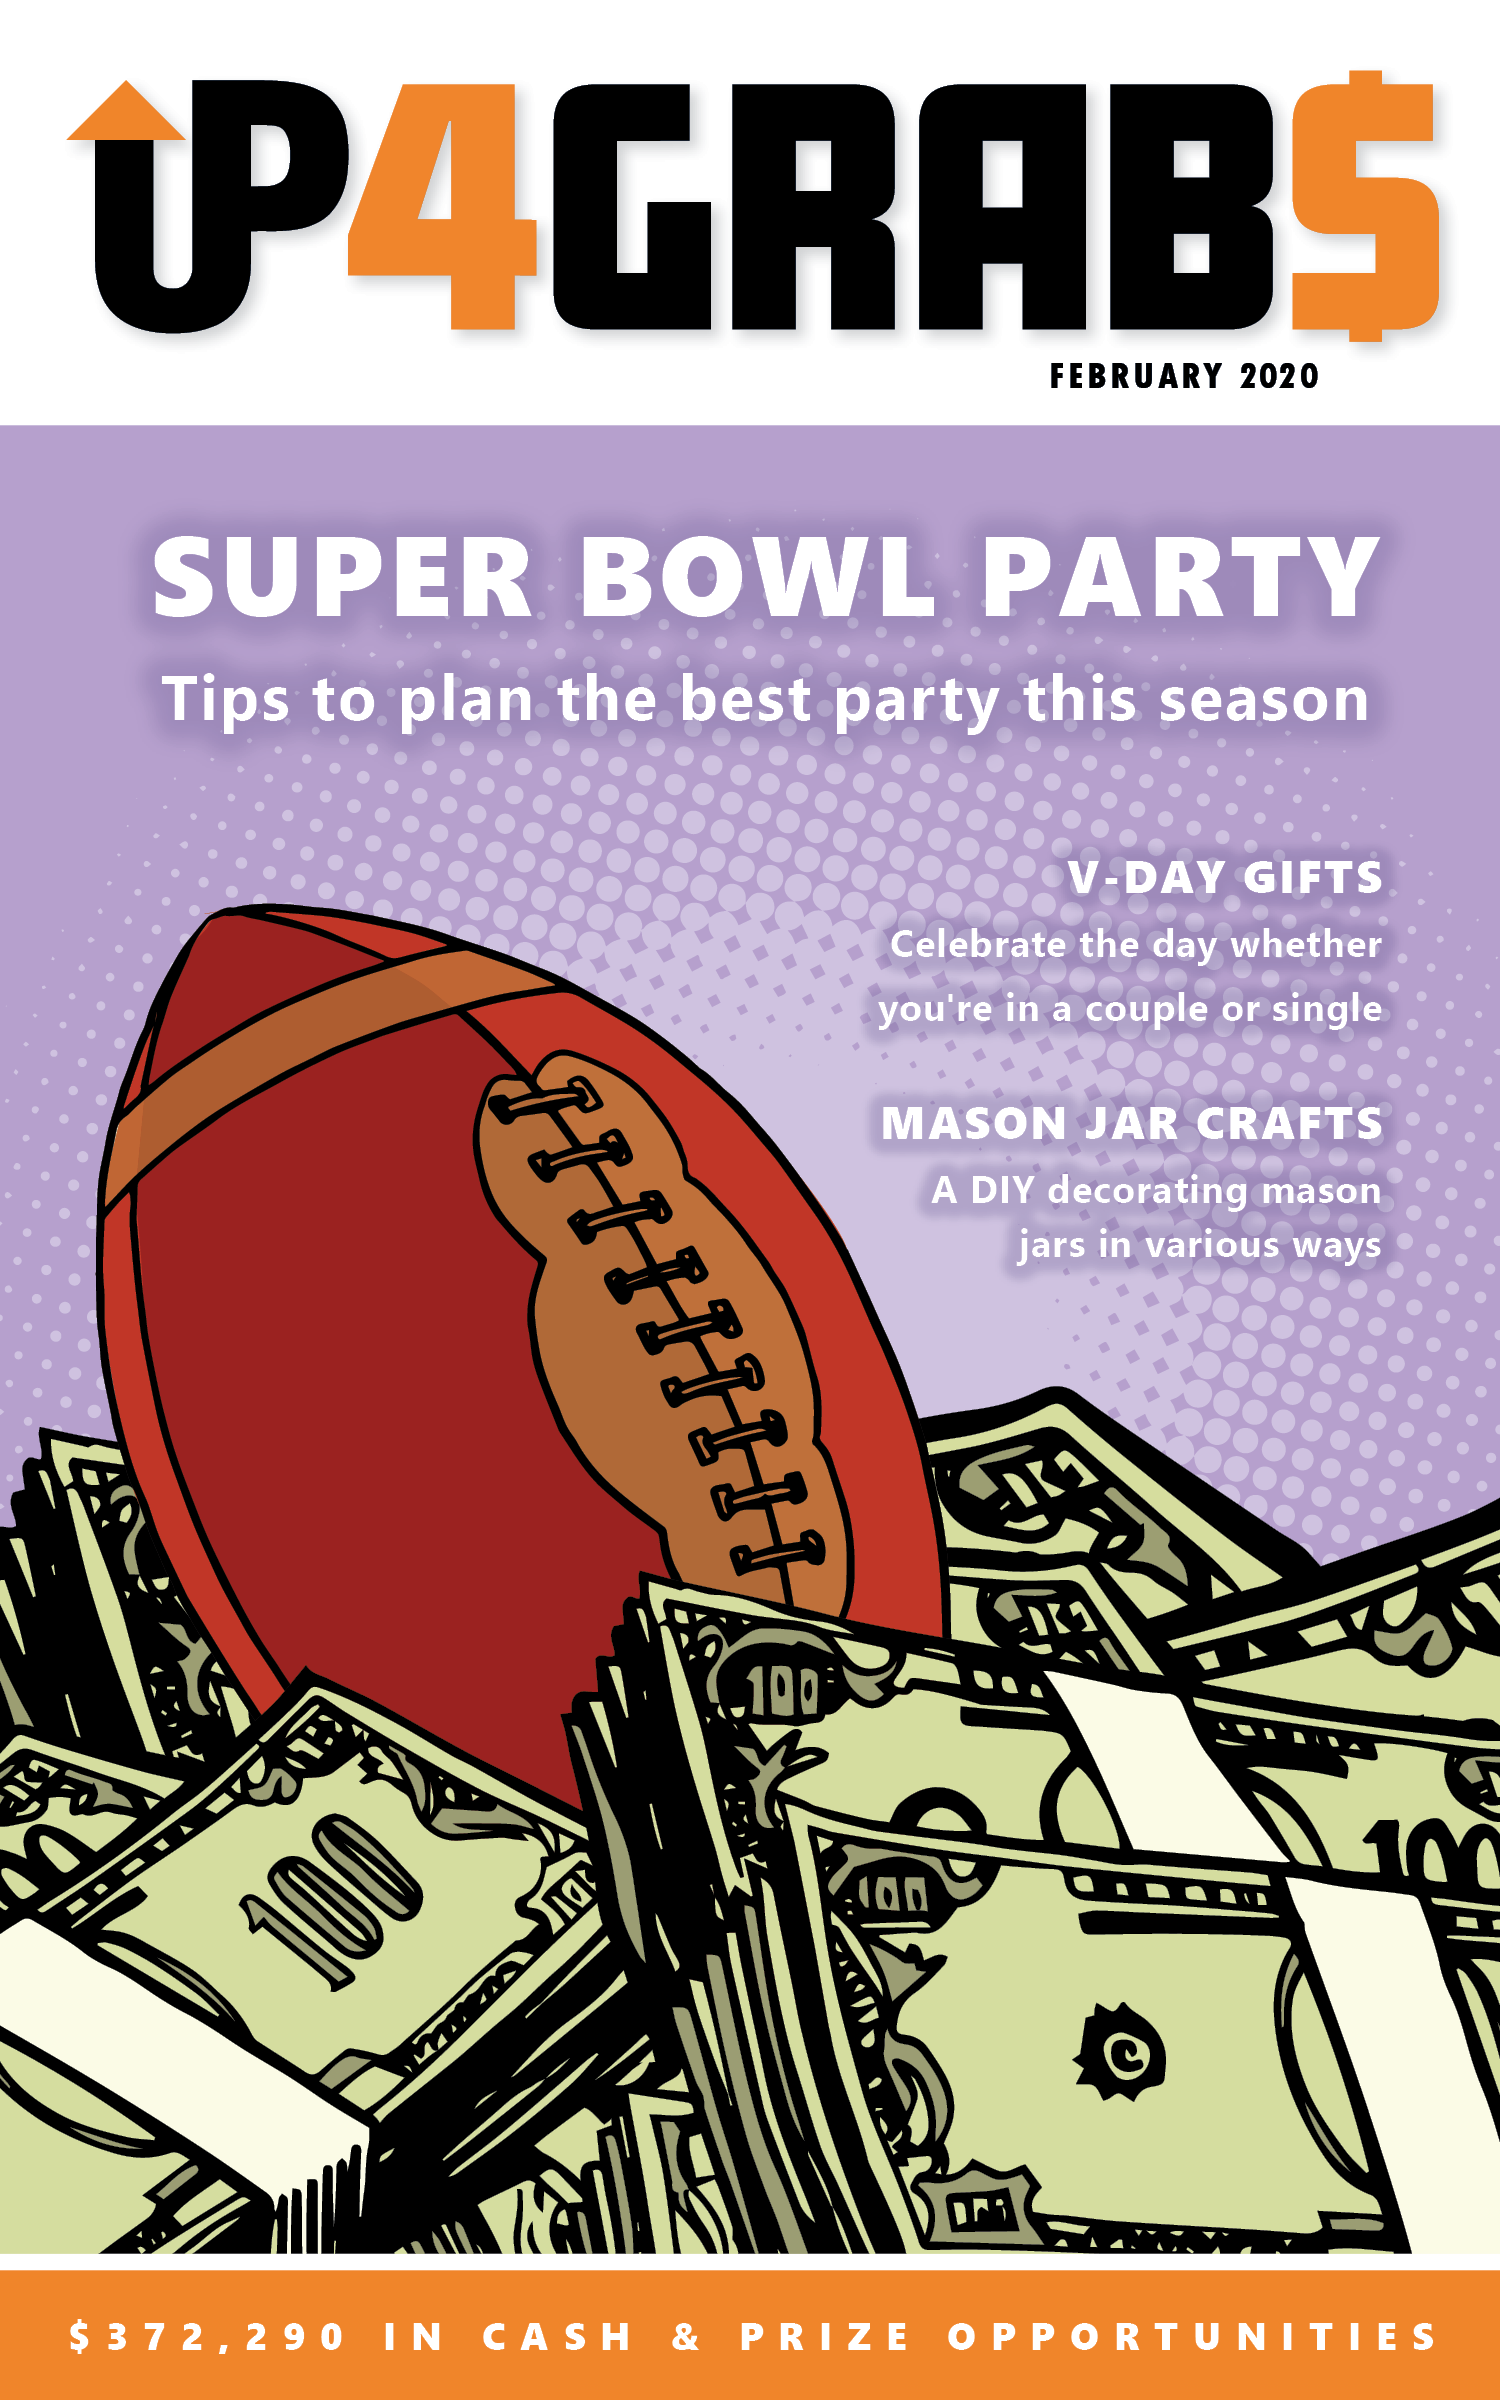 UP4GRAB$
FEBRUARY 2020
SUPER BOWL PARTY
Tips to plan the best party this season
V-DAY GIFTS
Celebrate the day whether
you're in a couple or single
MASON JAR CRAFTS
A DIY decorating mason
jars in various ways
100
100
100
100
$372,290 IN CASH & PRIZE OPPORTUNITIES